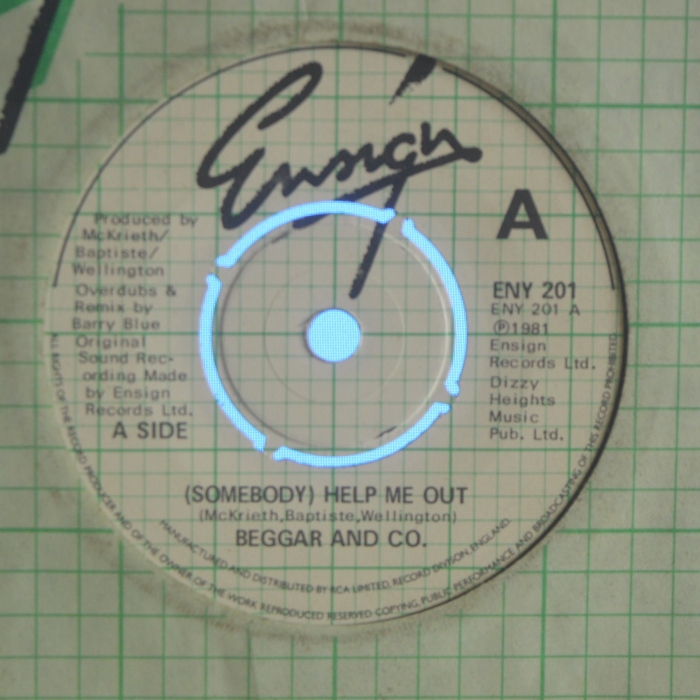 Ensign
A
Produced by
McKrieth/
Baptiste/
Wellington
Overdubs &
Remix by
Barry Blue
Original
Sound Rec-
ording Made
by Ensign
Records Ltd.
A SIDE
ENY 201
ENY 201 A
Ⓟ1981
Ensign
Records Ltd.
Dizzy
Heights
Music
Pub. Ltd.
(SOMEBODY) HELP ME OUT
(McKrieth,Baptiste,Wellington)
BEGGAR AND CO.
MANUFACTURED AND DISTRIBUTED BY RCA LIMITED, RECORD DIVISION, ENGLAND.
ALL RIGHTS OF THE RECORD PRODUCER AND OF THE OWNER OF THE WORK REPRODUCED RESERVED COPYING, PUBLIC PERFORMANCE AND BROADCASTING OF THIS RECORD PROHIBITED